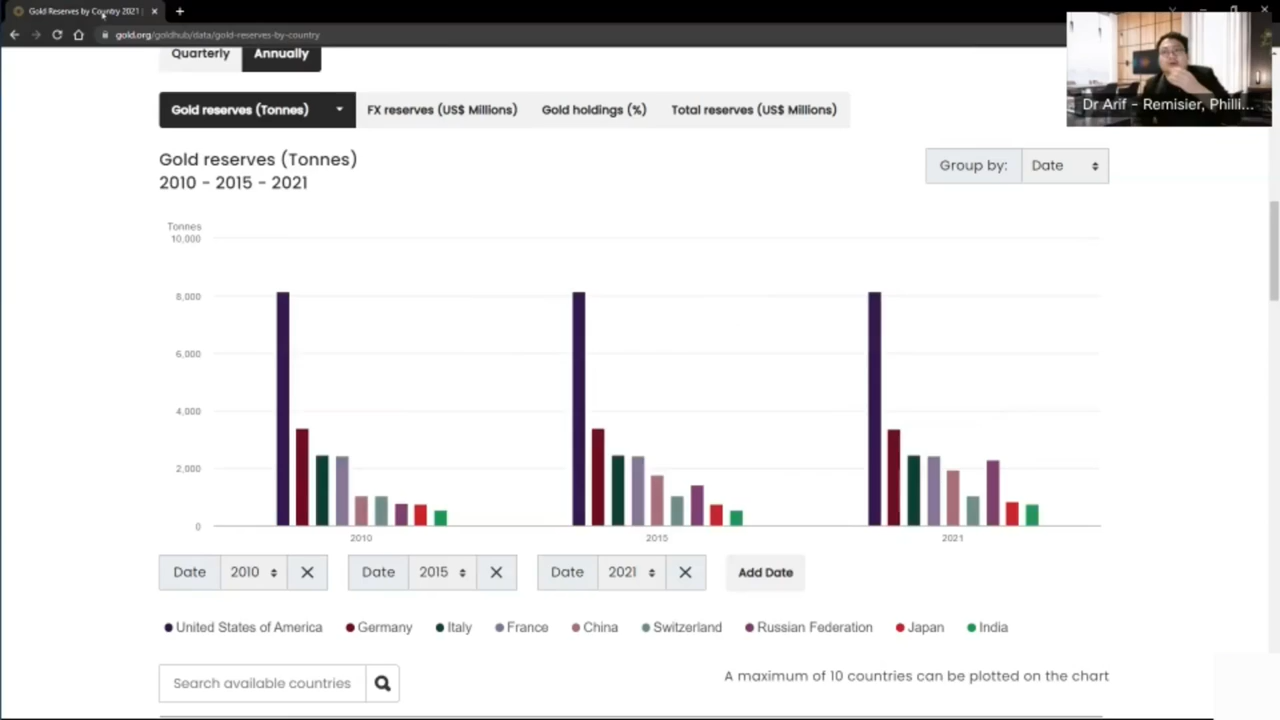 Gold Reserves by Country 2021 |
gold.org/goldhub/data/gold-reserves-by-country
Dr Arif - Remisier, Philli...
Quarterly Annually
Gold reserves (Tonnes) FX reserves (US$ Millions) Gold holdings (%) Total reserves (US$ Millions)
Gold reserves (Tonnes)
2010 - 2015 - 2021
Group by: Date
Tonnes
10,000
8,000
6,000
4,000
2,000
0
2010 2015 2021
Date 2010 Date 2015 Date 2021 Add Date
United States of America Germany Italy France China Switzerland Russian Federation Japan India
Search available countries
A maximum of 10 countries can be plotted on the chart